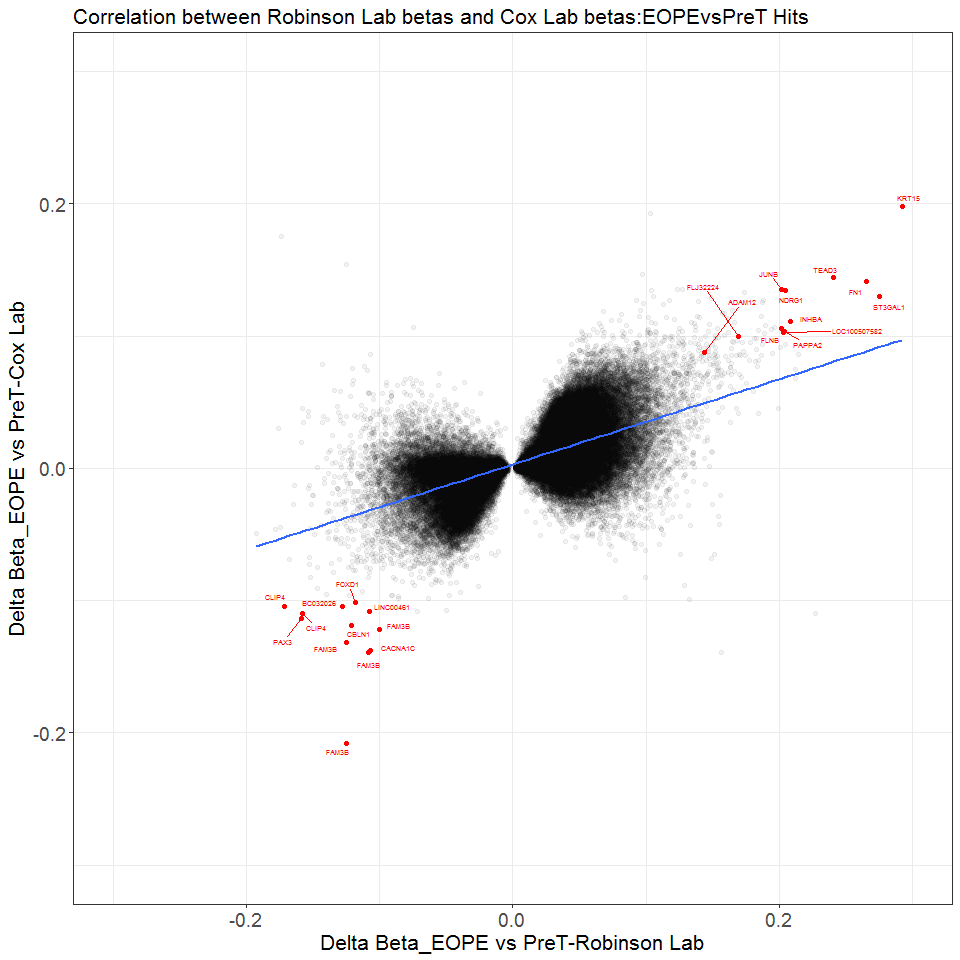 Correlation between Robinson Lab betas and Cox Lab betas:EOPEvsPreT Hits
Delta Beta_EOPE vs PreT-Cox Lab
0.2
0.0
-0.2
KRT15
TEAD3
JUNB
FN1
NDRG1
ST3GAL1
FLJ32224
ADAM12
INHBA
LOC100507582
FLNB
PAPPA2
FOXD1
CLIP4
BC032026
LINC00461
CLIP4
FAM3B
CBLN1
PAX3
FAM3B
CACNA1C
FAM3B
FAM3B
-0.2
0.0
0.2
Delta Beta_EOPE vs PreT-Robinson Lab